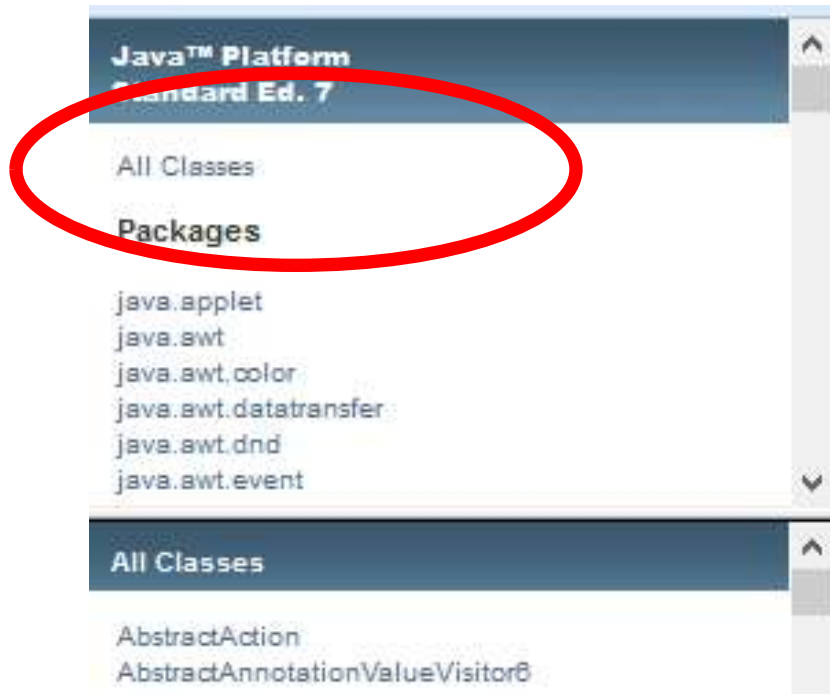 Java™ Platform
Standard Ed. 7
All Classes
Packages
java.applet
java.awt
java.awt.color
java.awt.datatransfer
java.awt.dnd
java.awt.event
All Classes
AbstractAction
AbstractAnnotationValueVisitor6